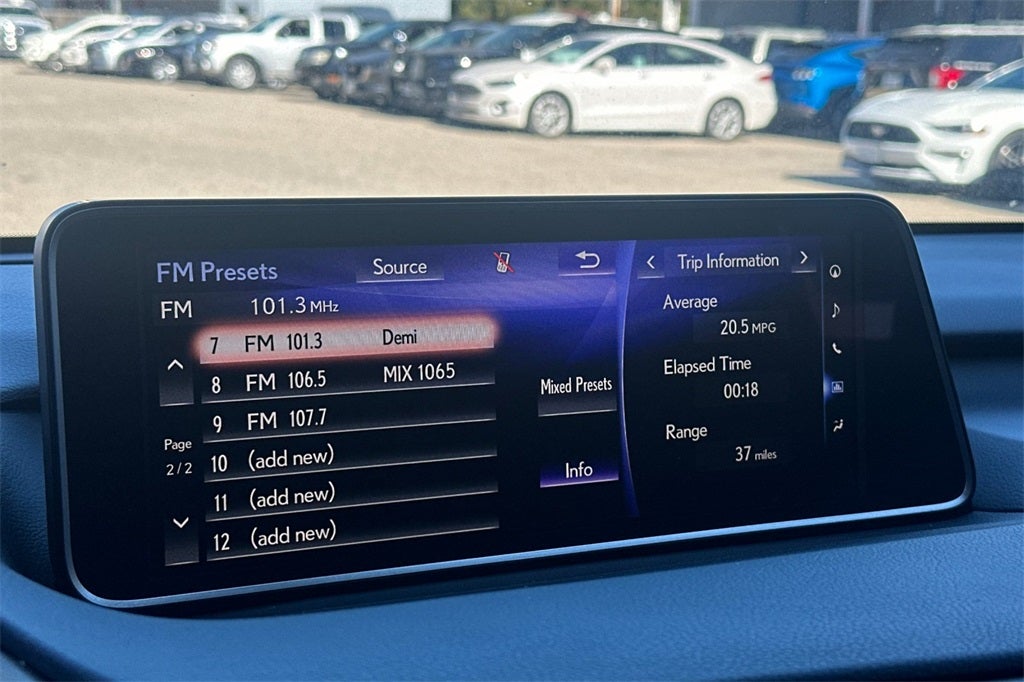 FM Presets
Source
FM 101.3 MHz
7 FM 101.3 Demi
8 FM 106.5 MIX 1065
9 FM 107.7
10 (add new)
11 (add new)
12 (add new)
Page
2 / 2
Mixed Presets
Info
Trip Information
Average
20.5 MPG
Elapsed Time
00:18
Range
37 miles